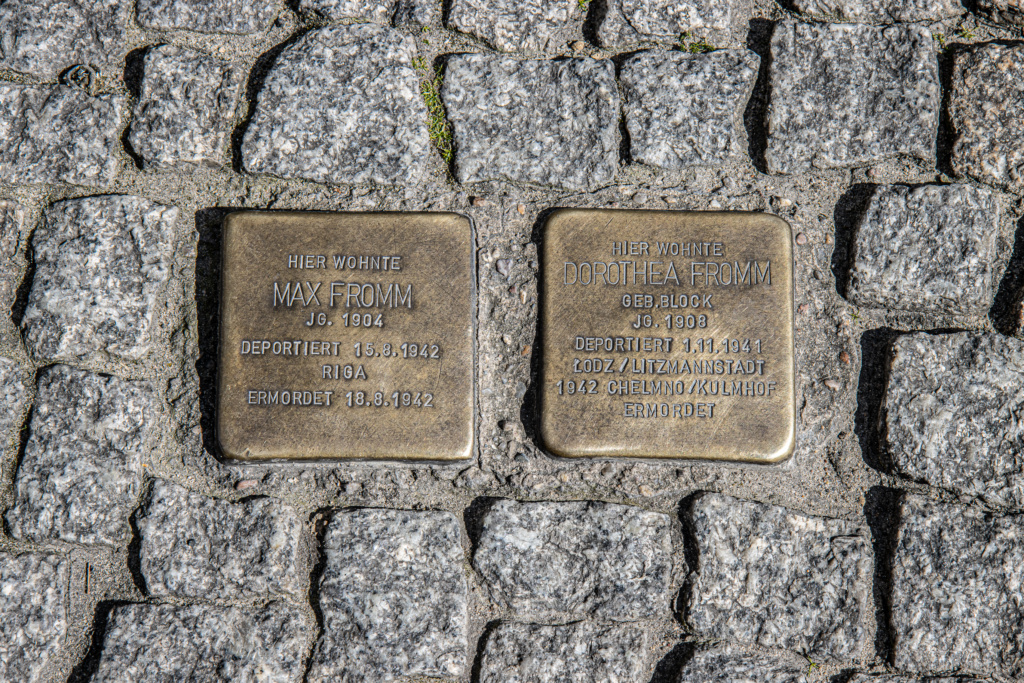 HIER WOHNTE
MAX FROMM
JG. 1904
DEPORTIERT 15.8.1942
RIGA
ERMORDET 18.8.1942
HIER WOHNTE
DOROTHEA FROMM
GEB. BLOCK
JG. 1908
DEPORTIERT 1.11.1941
ŁODZ / LITZMANNSTADT
1942 CHELMNO / KULMHOF
ERMORDET